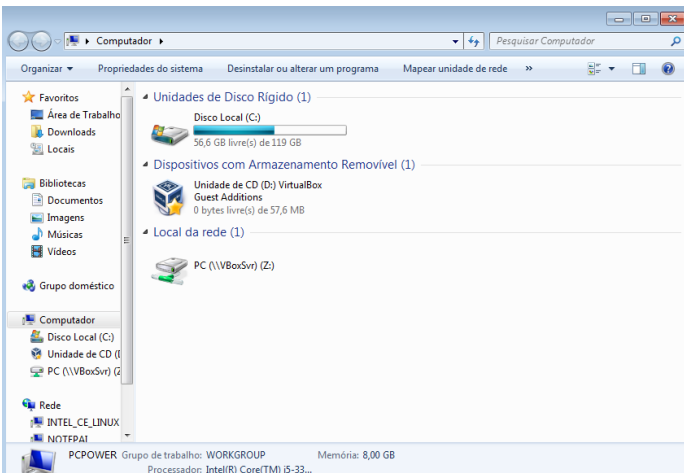 Computador
Pesquisar Computador
Organizar
Propriedades do sistema
Desinstalar ou alterar um programa
Mapear unidade de rede
»
Favoritos
Área de Trabalho
Downloads
Locais
Bibliotecas
Documentos
Imagens
Músicas
Vídeos
Grupo doméstico
Computador
Disco Local (C:)
Unidade de CD (D
PC (\\VBoxSvr) (Z
Rede
INTEL_CE_LINUX
NOTEPAI
Unidades de Disco Rígido (1)
Disco Local (C:)
56,6 GB livre(s) de 119 GB
Dispositivos com Armazenamento Removível (1)
Unidade de CD (D:) VirtualBox
Guest Additions
0 bytes livre(s) de 57,6 MB
Local da rede (1)
PC (\\VBoxSvr) (Z:)
PCPOWER Grupo de trabalho: WORKGROUP Memória: 8,00 GB
Processador: Intel(R) Core(TM) i5-33...